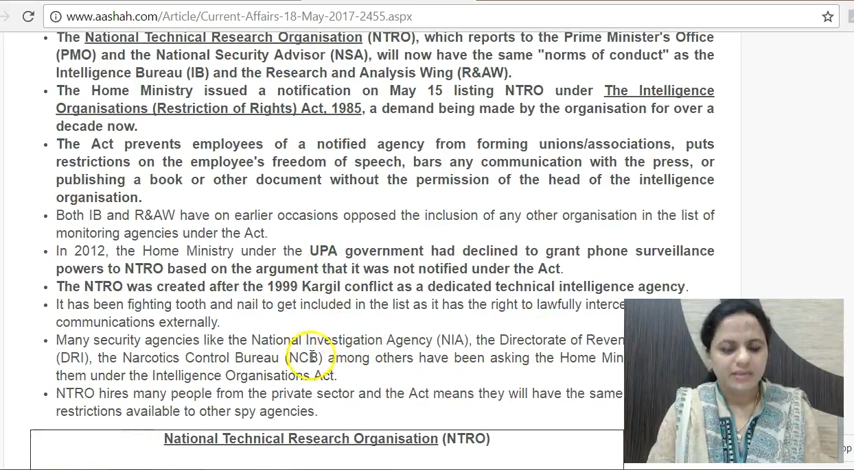 www.aashah.com/Article/Current-Affairs-18-May-2017-2455.aspx
The National Technical Research Organisation (NTRO), which reports to the Prime Minister's Office
(PMO) and the National Security Advisor (NSA), will now have the same "norms of conduct" as the
Intelligence Bureau (IB) and the Research and Analysis Wing (R&AW).
The Home Ministry issued a notification on May 15 listing NTRO under The Intelligence
Organisations (Restriction of Rights) Act, 1985, a demand being made by the organisation for over a
decade now.
The Act prevents employees of a notified agency from forming unions/associations, puts
restrictions on the employee's freedom of speech, bars any communication with the press, or
publishing a book or other document without the permission of the head of the intelligence
organisation.
Both IB and R&AW have on earlier occasions opposed the inclusion of any other organisation in the list of
monitoring agencies under the Act.
In 2012, the Home Ministry under the UPA government had declined to grant phone surveillance
powers to NTRO based on the argument that it was not notified under the Act.
The NTRO was created after the 1999 Kargil conflict as a dedicated technical intelligence agency.
It has been fighting tooth and nail to get included in the list as it has the right to lawfully
communications externally.
Many security agencies like the National Investigation Agency (NIA), the Directorate of
(DRI), the Narcotics Control Bureau (NCB) among others have been asking the Home
them under the Intelligence Organisations Act.
NTRO hires many people from the private sector and the Act means they will have the same
restrictions available to other spy agencies.
National Technical Research Organisation (NTRO)